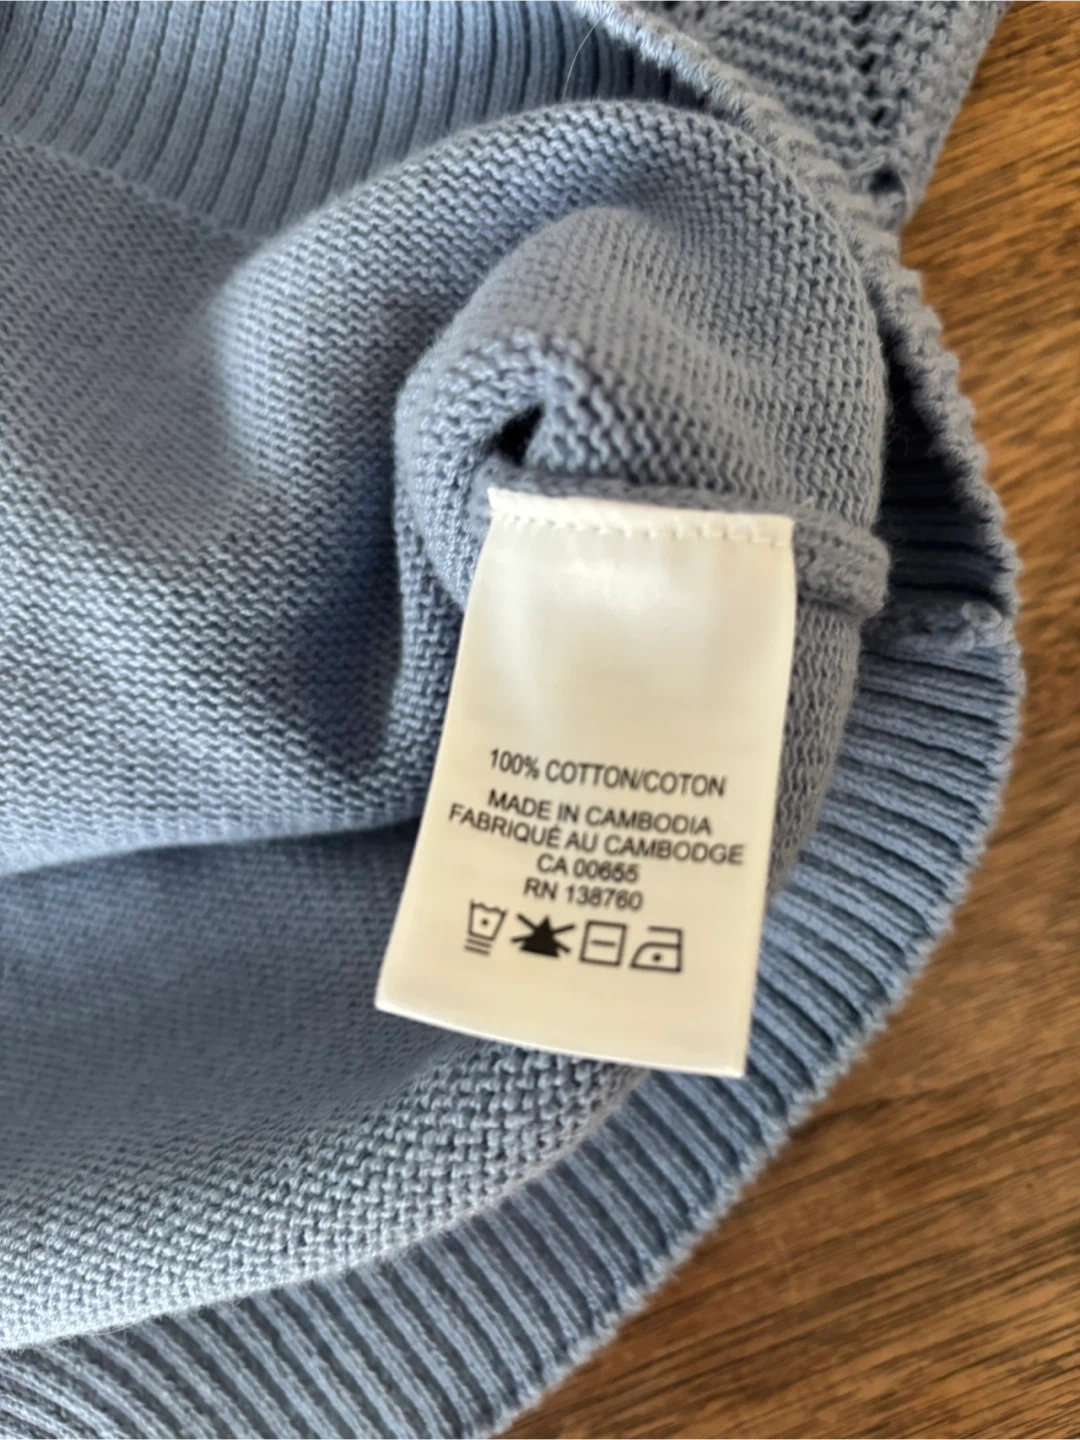 100% COTTON/COTON
MADE IN CAMBODIA
FABRIQUÉ AU CAMBODGE
CA 00655
RN 138760